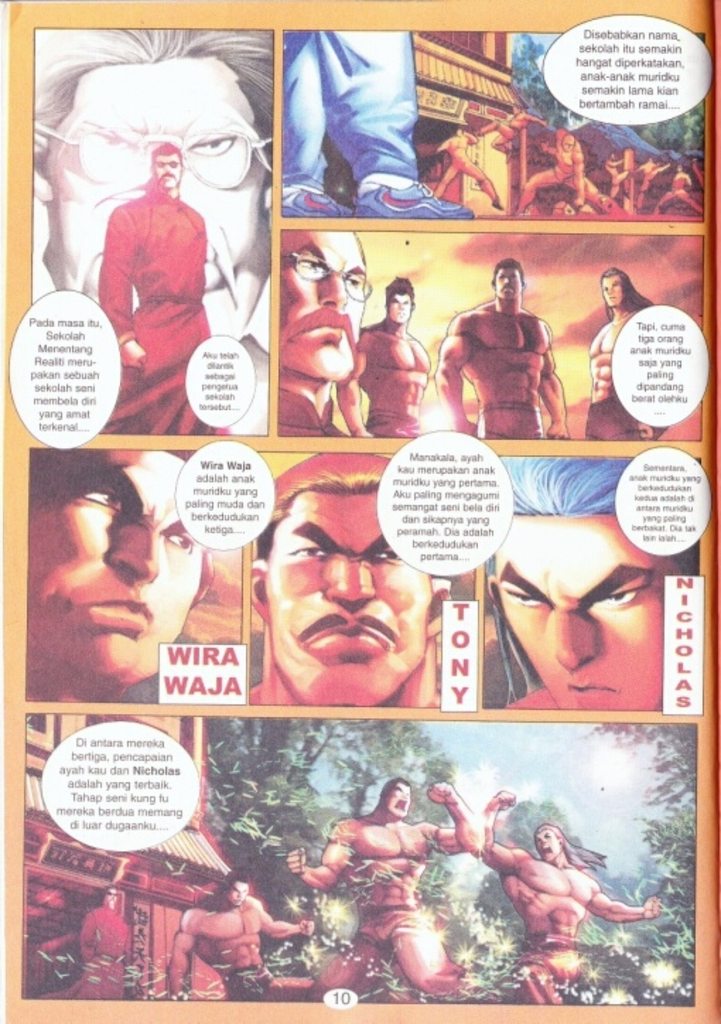 Pada masa itu,
Sekolah
Menentang
Realiti meru-
pakan sebuah
sekolah seni
membela diri
yang amat
terkenal....
Aku telah
dilantik
sebagai
pengetua
sekolah
tersebut....
Disebabkan nama,
sekolah itu semakin
hangat diperkatakan,
anak-anak muridku
semakin lama kian
bertambah ramai....
Tapi, cuma
tiga orang
anak muridku
saja yang
paling
dipandang
berat olehku
....
Wira Waja
adalah anak
muridku yang
paling muda dan
berkedudukan
ketiga....
WIRA
WAJA
Manakala, ayah
kau merupakan anak
muridku yang pertama.
Aku paling mengagumi
semangat seni bela diri
dan sikapnya yang
peramah. Dia adalah
berkedudukan
pertama....
TONY
Sementara,
anak muridku yang
berkedudukan
kedua adalah di
antara muridku
yang paling
berbakat. Dia tak
lain ialah....
NICHOLAS
Di antara mereka
bertiga, pencapaian
ayah kau dan Nicholas
adalah yang terbaik.
Tahap seni kung fu
mereka berdua memang
di luar dugaanku....
10